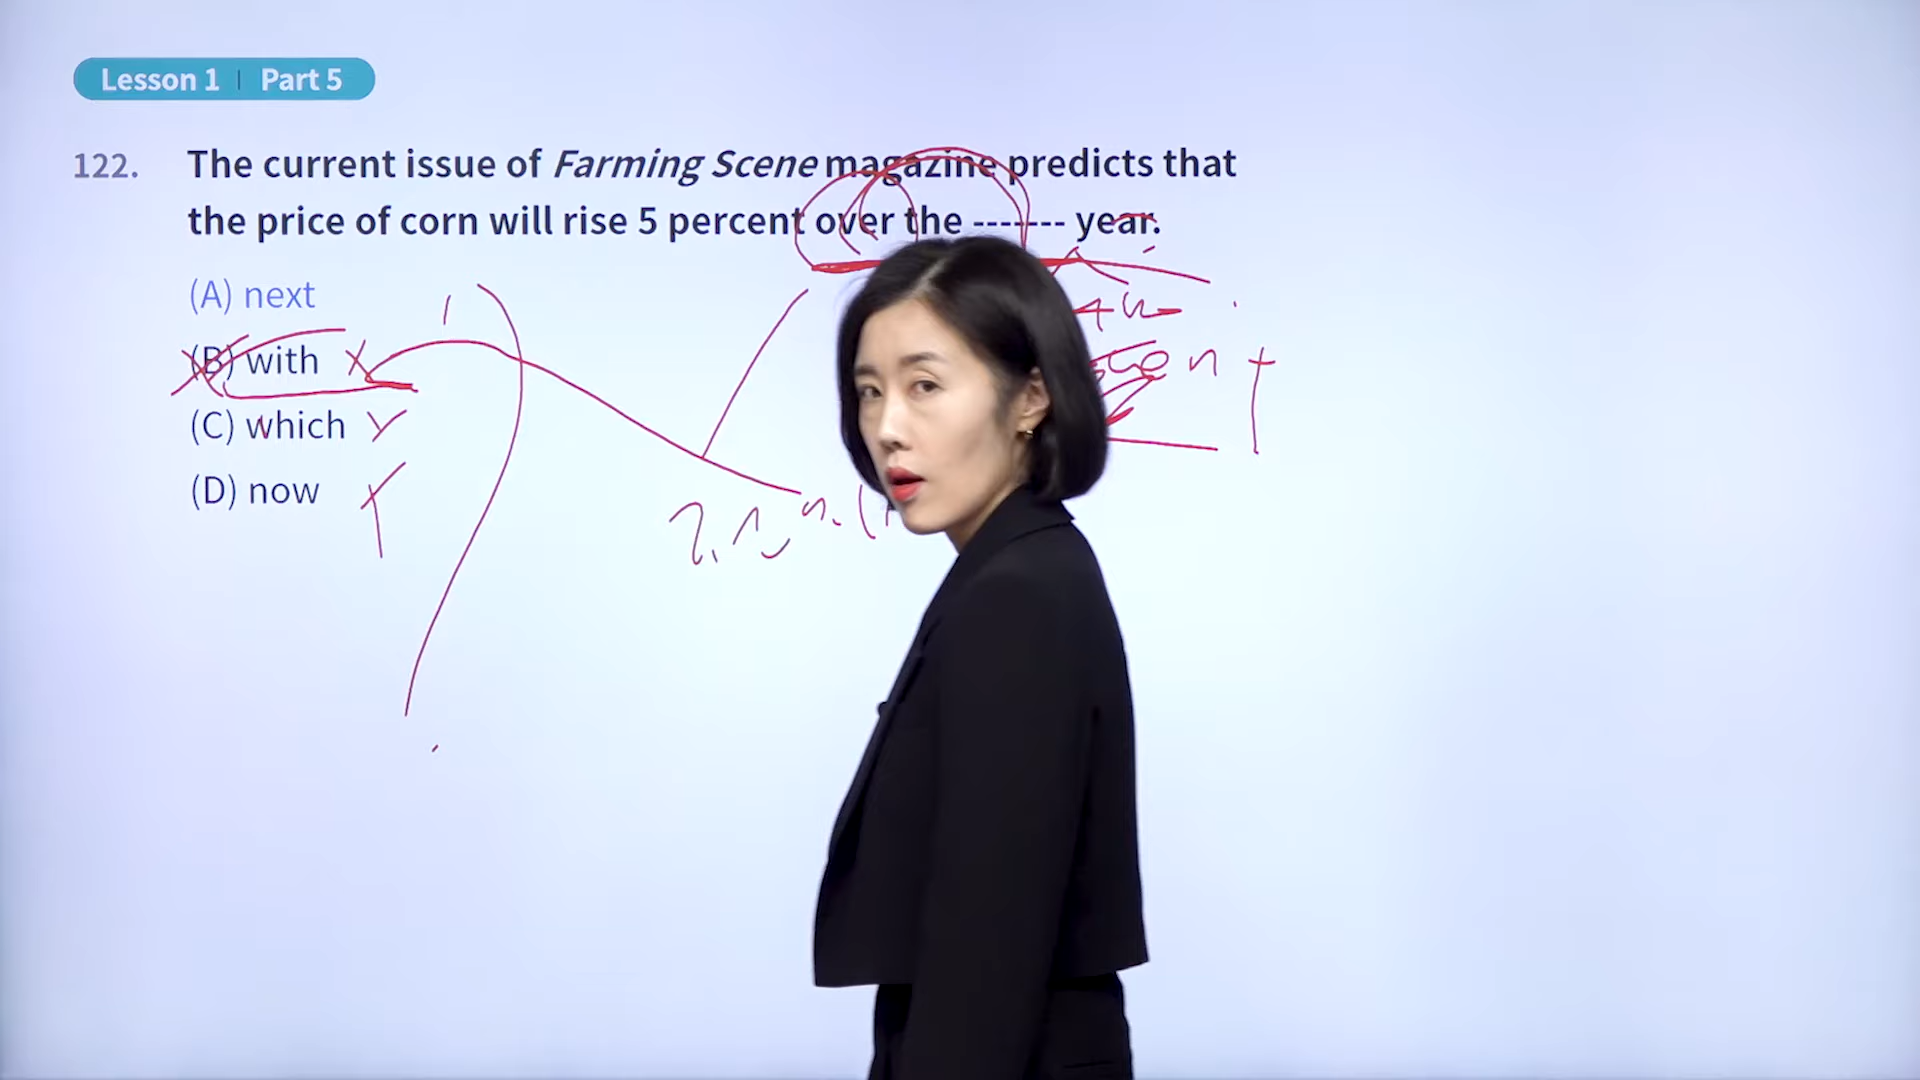 Lesson 1 | Part 5
122. The current issue of Farming Scene magazine predicts that
the price of corn will rise 5 percent over the ------- year.
(A) next
(B) with
(C) which
(D) now